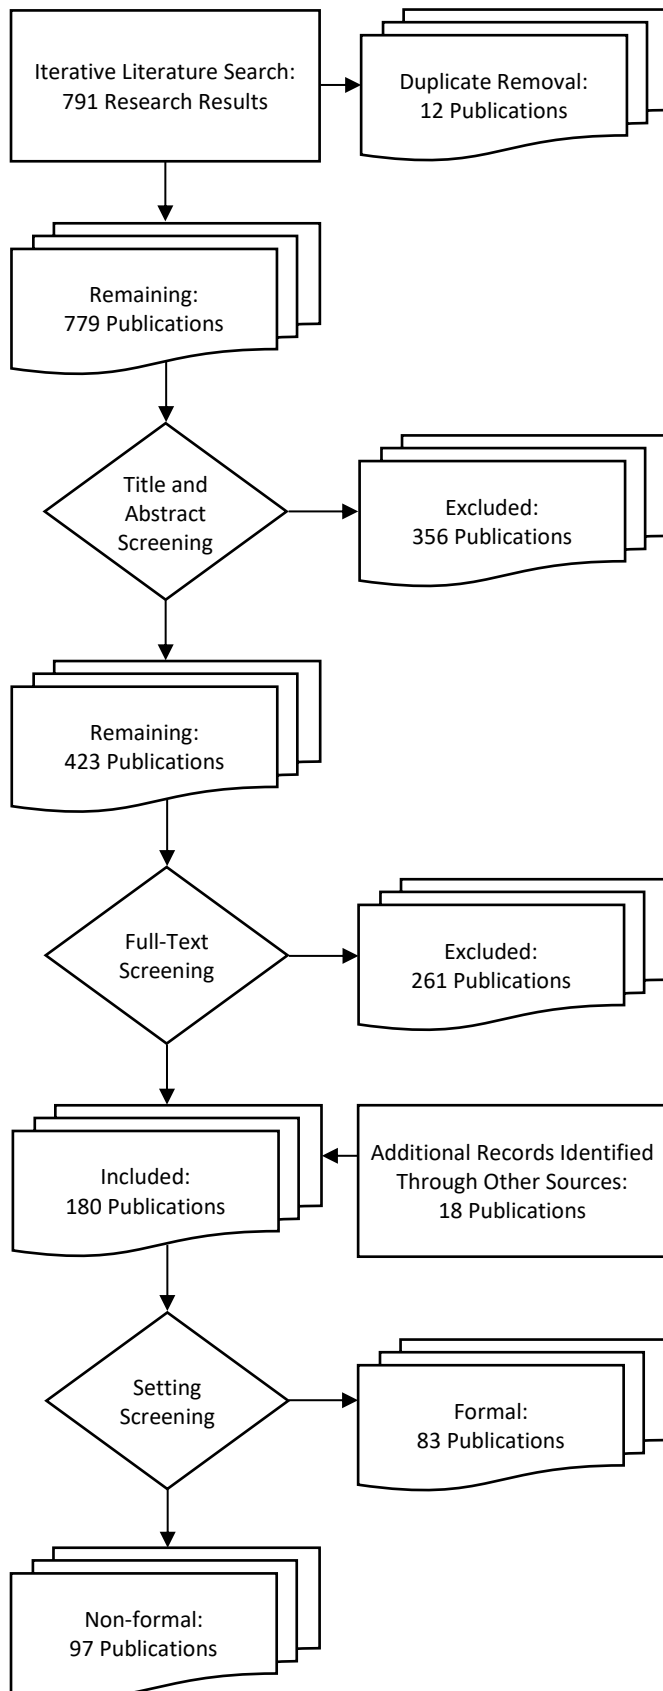 Iterative Literature Search:
791 Research Results
Duplicate Removal:
12 Publications
Remaining:
779 Publications
Title and
Abstract
Screening
Excluded:
356 Publications
Remaining:
423 Publications
Full-Text
Screening
Excluded:
261 Publications
Included:
180 Publications
Additional Records Identified
Through Other Sources:
18 Publications
Setting
Screening
Formal:
83 Publications
Non-formal:
97 Publications